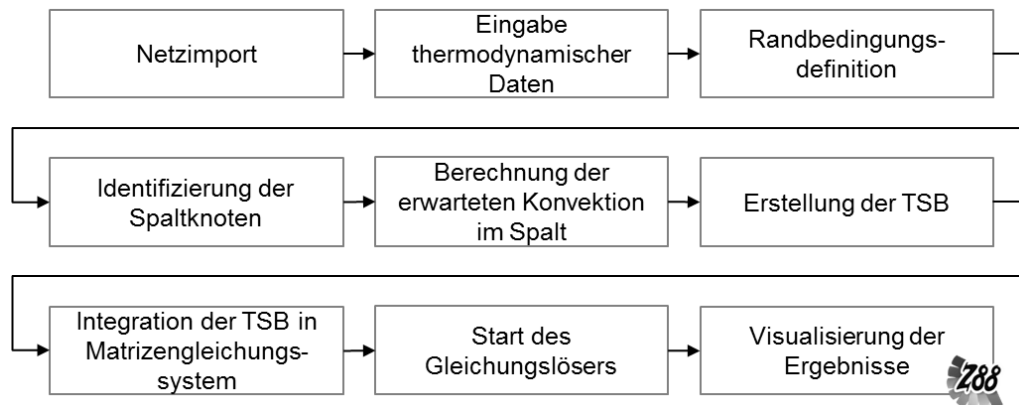 Netzimport
Eingabe
thermodynamischer
Daten
Randbedingungs-
definition
Identifizierung der
Spaltknoten
Berechnung der
erwarteten Konvektion
im Spalt
Erstellung der TSB
Integration der TSB in
Matrizengleichungs-
system
Start des
Gleichungslösers
Visualisierung der
Ergebnisse
Z88